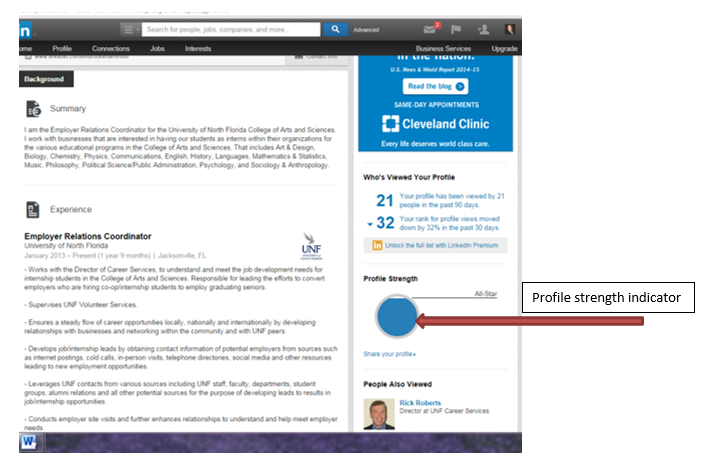 in
Search for people, jobs, companies, and more...
Advanced
2
ome Profile Connections Jobs Interests Business Services Upgrade
Contact Info
in the nation.
U.S. News & World Report 2014-15
Read the blog
SAME-DAY APPOINTMENTS
Cleveland Clinic
Every life deserves world class care.
Background
Summary
I am the Employer Relations Coordinator for the University of North Florida College of Arts and Sciences.
I work with businesses that are interested in having our students as interns within their organizations for
the various educational programs in the College of Arts and Sciences. That includes Art & Design,
Biology, Chemistry, Physics, Communications, English, History, Languages, Mathematics & Statistics,
Music, Philosophy, Political Science/Public Administration, Psychology, and Sociology & Anthropology.
Experience
Employer Relations Coordinator
University of North Florida
January 2013 – Present (1 year 9 months) | Jacksonville, FL
UNF
- Works with the Director of Career Services, to understand and meet the job development needs for
internship students in the College of Arts and Sciences. Responsible for leading the efforts to convert
employers who are hiring co-op/internship students to employ graduating seniors.
- Supervises UNF Volunteer Services.
- Ensures a steady flow of career opportunities locally, nationally and internationally by developing
relationships with businesses and networking within the community and with UNF peers.
- Develops job/internship leads by obtaining contact information of potential employers from sources such
as internet postings, cold calls, in-person visits, telephone directories, social media and other resources
leading to new employment opportunities.
- Leverages UNF contacts from various sources including UNF staff, faculty, departments, student
groups, alumni relations and all other potential sources for the purpose of developing leads to results in
job/internship opportunities.
- Conducts employer site visits and further enhances relationships to understand and help meet employer
needs.
Who's Viewed Your Profile
21 Your profile has been viewed by 21
people in the past 90 days.
32 Your rank for profile views moved
down by 32% in the past 30 days.
in Unlock the full list with LinkedIn Premium
Profile Strength
All-Star
Share your profile
People Also Viewed
Rick Roberts
Director at UNF Career Services
Profile strength indicator
W